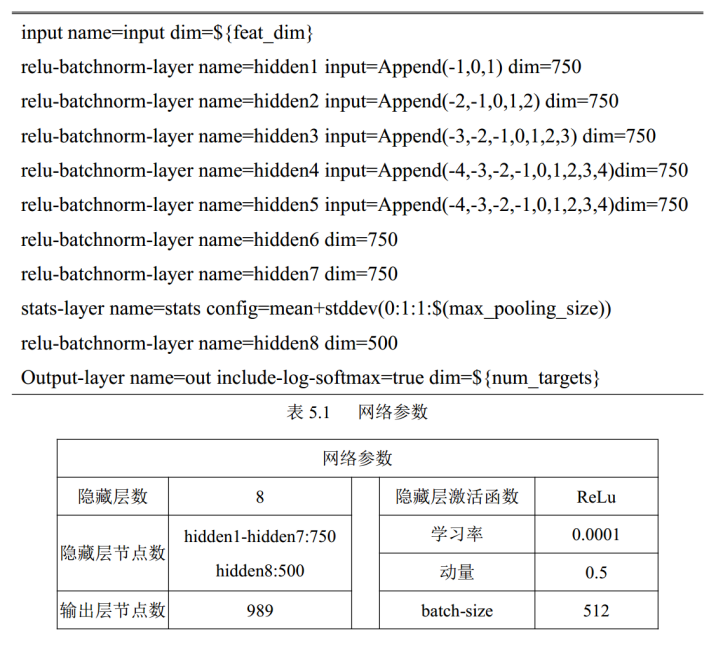 input name=input dim=${feat_dim}
relu-batchnorm-layer name=hidden1 input=Append(-1,0,1) dim=750
relu-batchnorm-layer name=hidden2 input=Append(-2,-1,0,1,2) dim=750
relu-batchnorm-layer name=hidden3 input=Append(-3,-2,-1,0,1,2,3) dim=750
relu-batchnorm-layer name=hidden4 input=Append(-4,-3,-2,-1,0,1,2,3,4)dim=750
relu-batchnorm-layer name=hidden5 input=Append(-4,-3,-2,-1,0,1,2,3,4)dim=750
relu-batchnorm-layer name=hidden6 dim=750
relu-batchnorm-layer name=hidden7 dim=750
stats-layer name=stats config=mean+stddev(0:1:1:$(max_pooling_size))
relu-batchnorm-layer name=hidden8 dim=500
Output-layer name=out include-log-softmax=true dim=${num_targets}
表 5.1 网络参数
网络参数
隐藏层数 8 隐藏层激活函数 ReLu
隐藏层节点数 hidden1-hidden7:750 学习率 0.0001
hidden8:500 动量 0.5
输出层节点数 989 batch-size 512